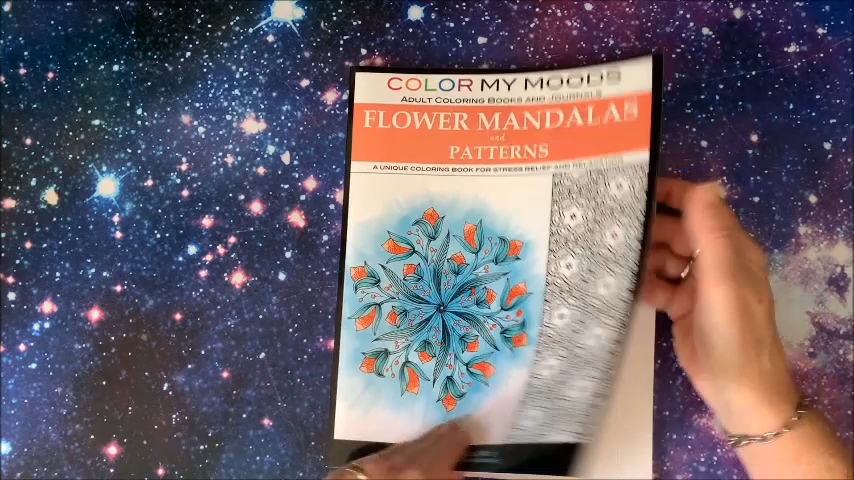 COLOR MY MOODS
ADULT COLORING BOOKS AND JOURNALS
FLOWER MANDALAS
and
PATTERNS
A UNIQUE COLORING BOOK FOR STRESS RELIEF AND RELAXATION